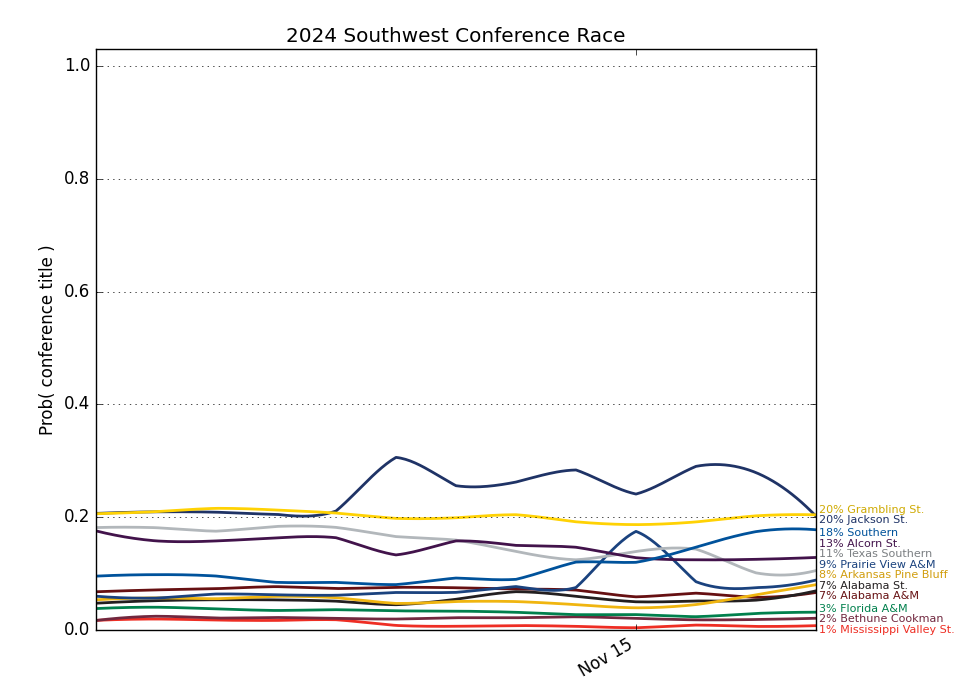 2024 Southwest Conference Race
Prob( conference title )
1.0
0.8
0.6
0.4
0.2
0.0
20% Grambling St.
20% Jackson St.
18% Southern
13% Alcorn St.
11% Texas Southern
9% Prairie View A&M
8% Arkansas Pine Bluff
7% Alabama St.
7% Alabama A&M
3% Florida A&M
2% Bethune Cookman
1% Mississippi Valley St.
Nov 15